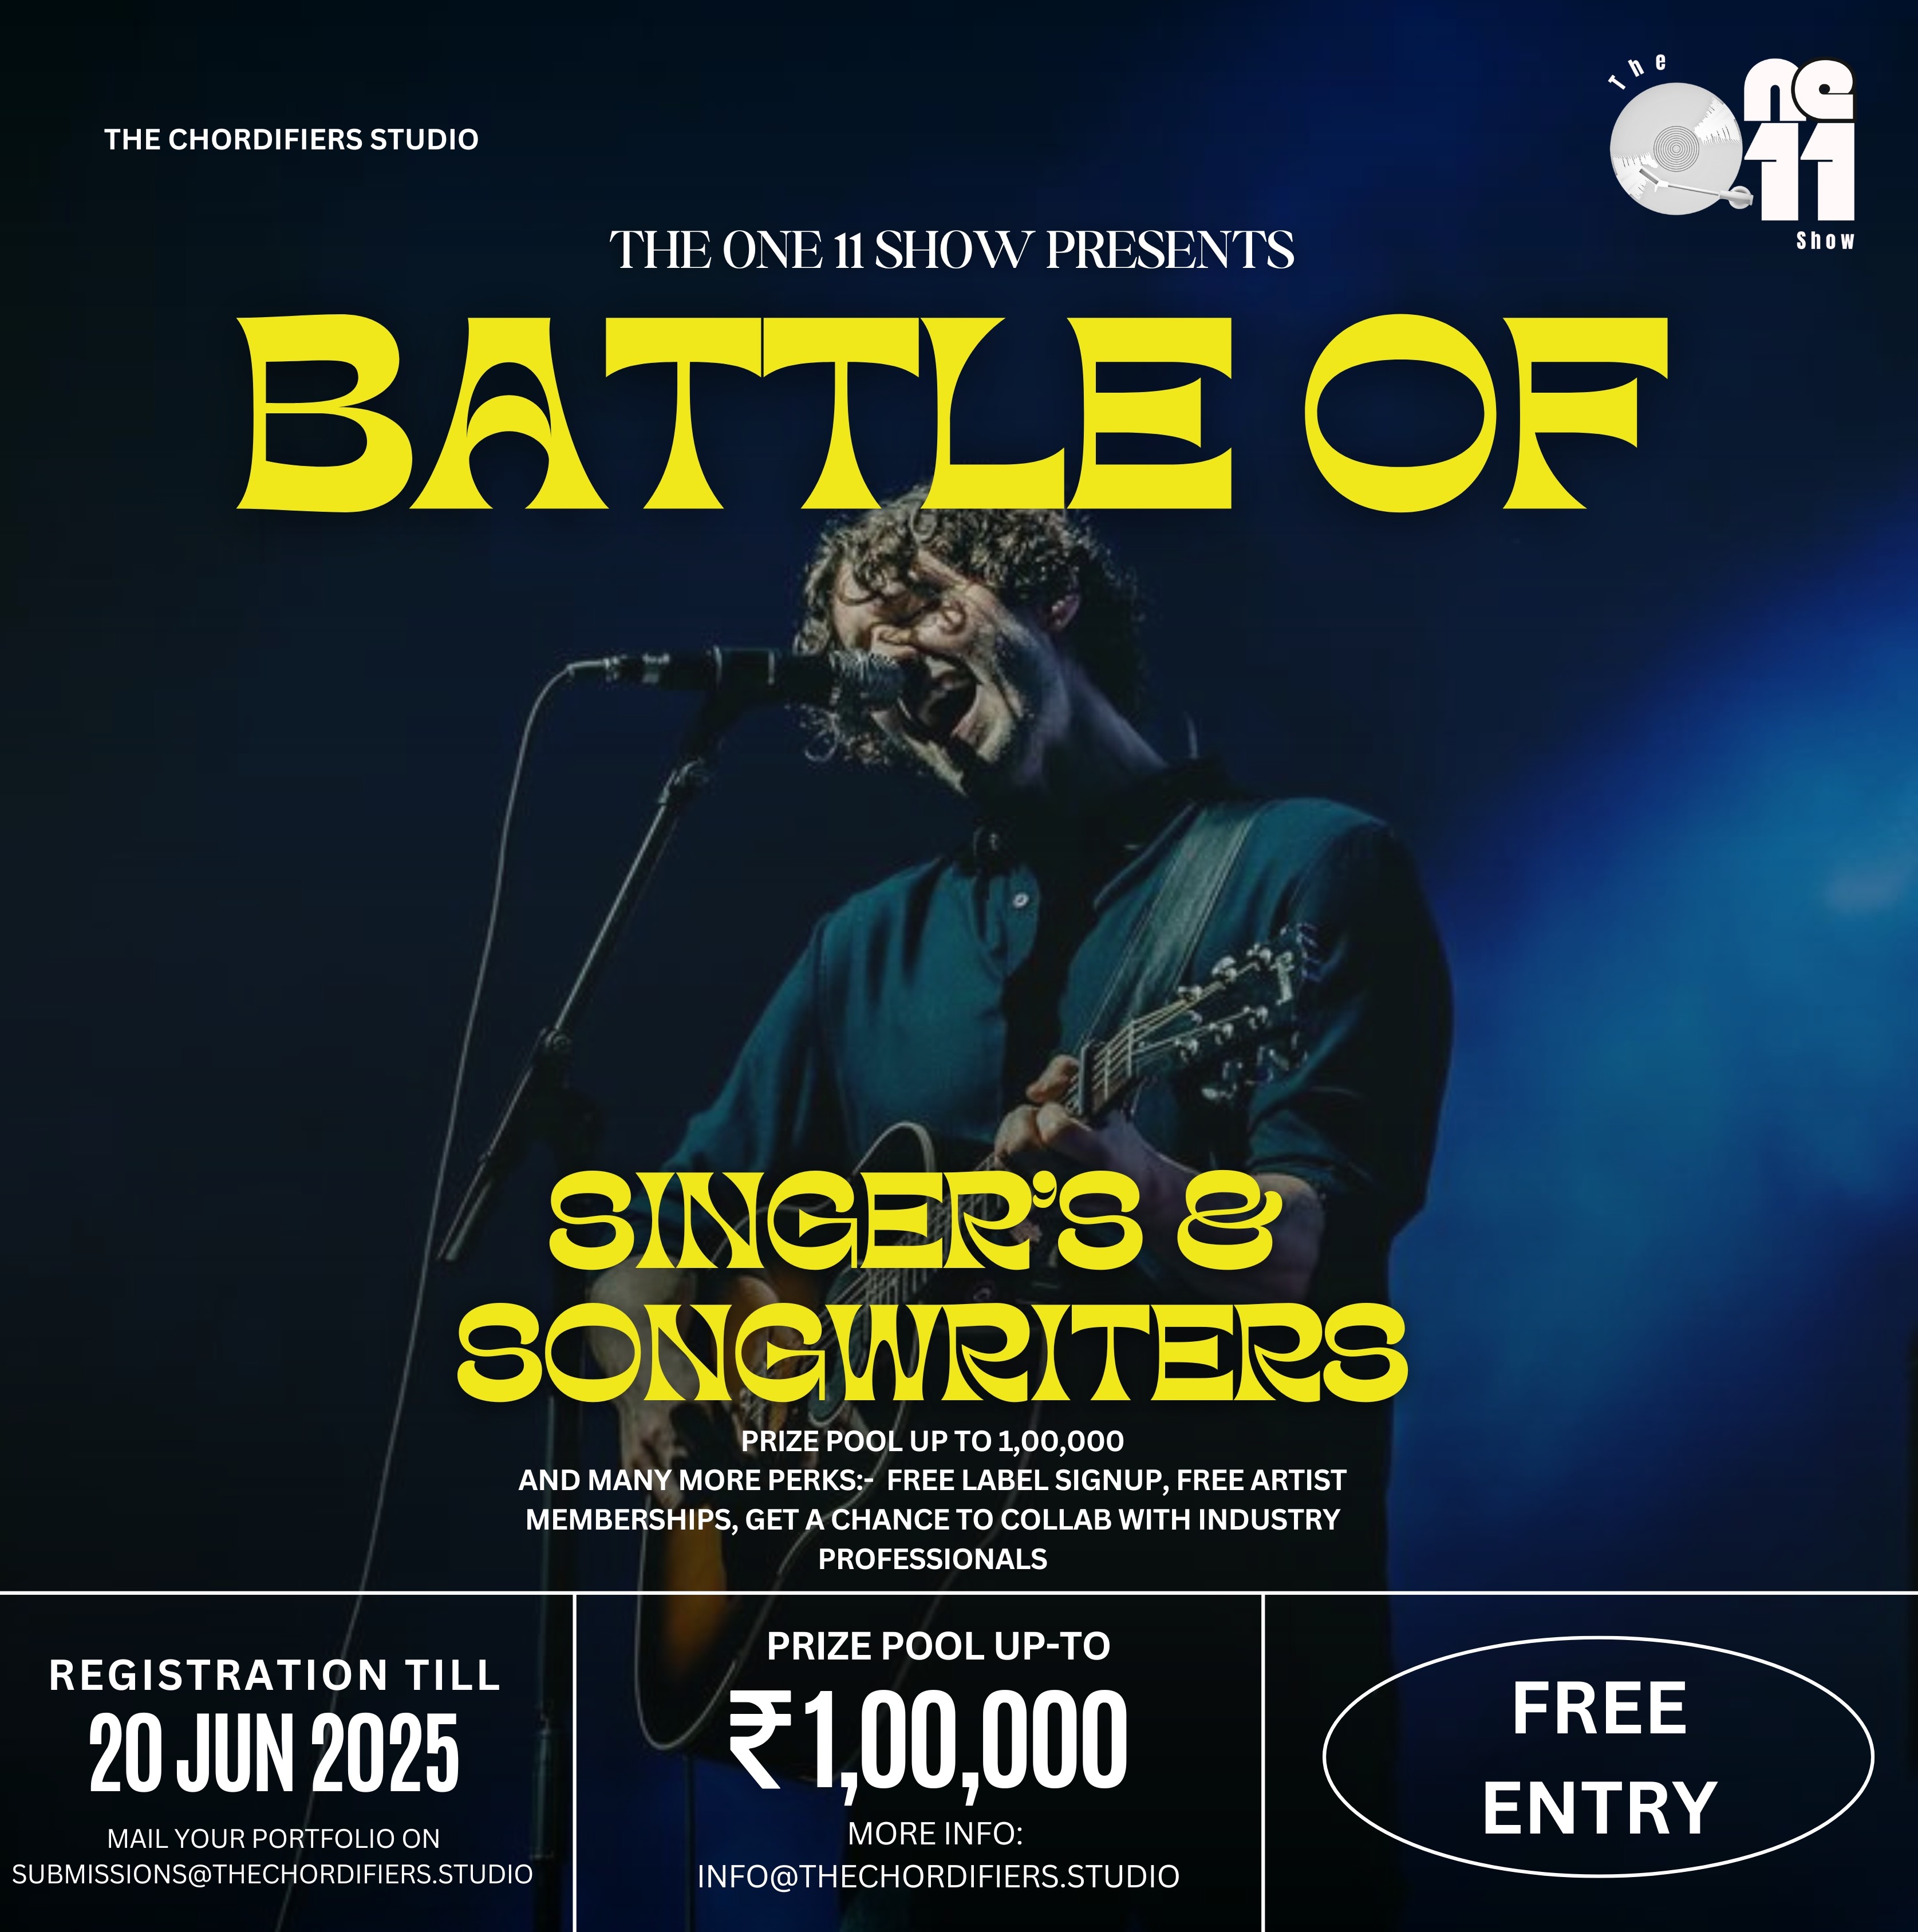 THE CHORDIFIERS STUDIO
The
ne
11
Show
THE ONE 11 SHOW PRESENTS
BATTLE OF
SINGER'S &
SONGWRITERS
PRIZE POOL UP TO 1,00,000
AND MANY MORE PERKS:- FREE LABEL SIGNUP, FREE ARTIST
MEMBERSHIPS, GET A CHANCE TO COLLAB WITH INDUSTRY
PROFESSIONALS
REGISTRATION TILL
20 JUN 2025
MAIL YOUR PORTFOLIO ON
SUBMISSIONS@THECHORDIFIERS.STUDIO
PRIZE POOL UP-TO
₹1,00,000
MORE INFO:
INFO@THECHORDIFIERS.STUDIO
FREE
ENTRY